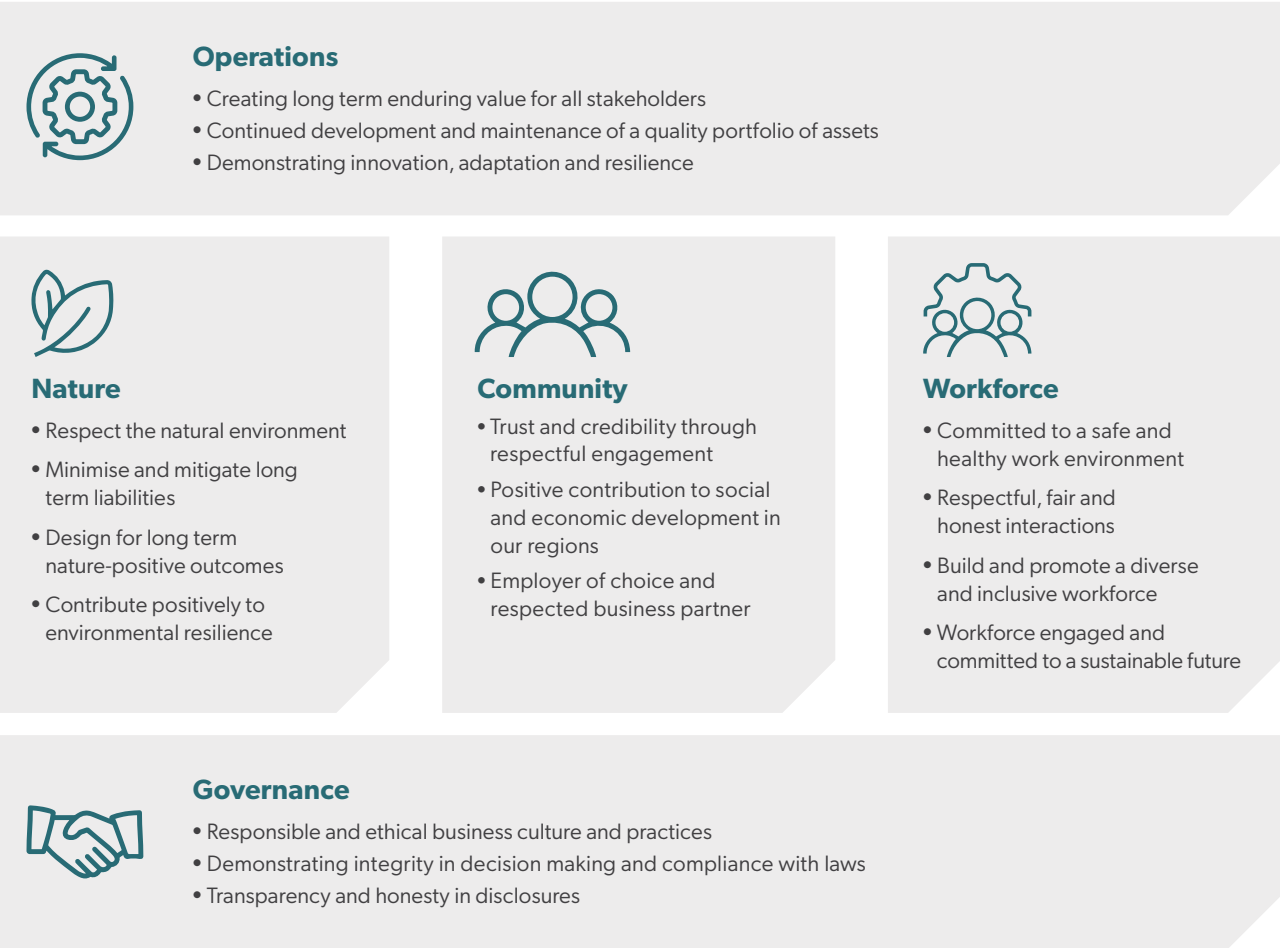 Operations
• Creating long term enduring value for all stakeholders
• Continued development and maintenance of a quality portfolio of assets
• Demonstrating innovation, adaptation and resilience
Nature
• Respect the natural environment
• Minimise and mitigate long
term liabilities
• Design for long term
nature-positive outcomes
• Contribute positively to
environmental resilience
Community
• Trust and credibility through
respectful engagement
• Positive contribution to social
and economic development in
our regions
• Employer of choice and
respected business partner
Workforce
• Committed to a safe and
healthy work environment
• Respectful, fair and
honest interactions
• Build and promote a diverse
and inclusive workforce
• Workforce engaged and
committed to a sustainable future
Governance
• Responsible and ethical business culture and practices
• Demonstrating integrity in decision making and compliance with laws
• Transparency and honesty in disclosures